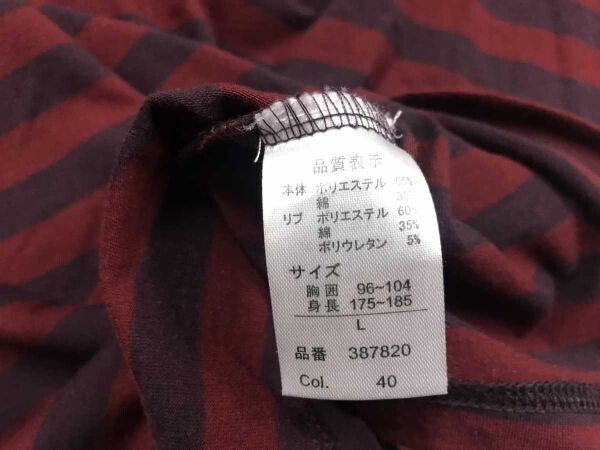 品質表示
本体 ポリエステル
綿
リブ ポリエステル 60%
綿 35%
ポリウレタン 5%
サイズ
胸囲 96~104
身長 175~185
L
品番 387820
Col. 40